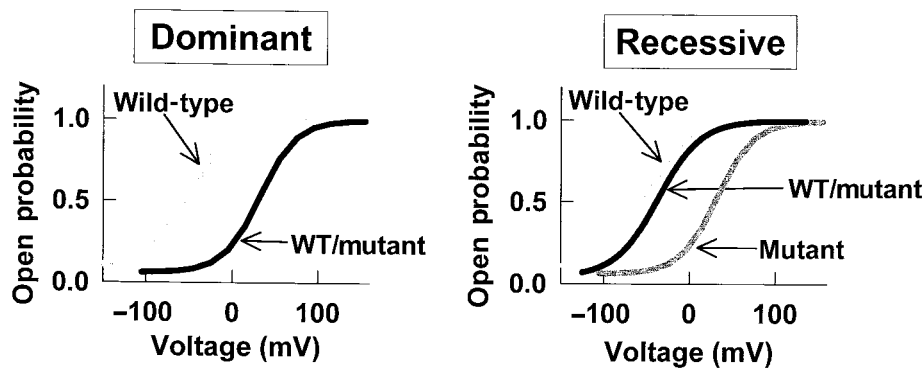 Dominant
Open probability
1.0
0.5
0.0
Wild-type
WT/mutant
−100
0
100
Voltage (mV)
Recessive
Open probability
1.0
0.5
0.0
Wild-type
WT/mutant
Mutant
−100
0
100
Voltage (mV)